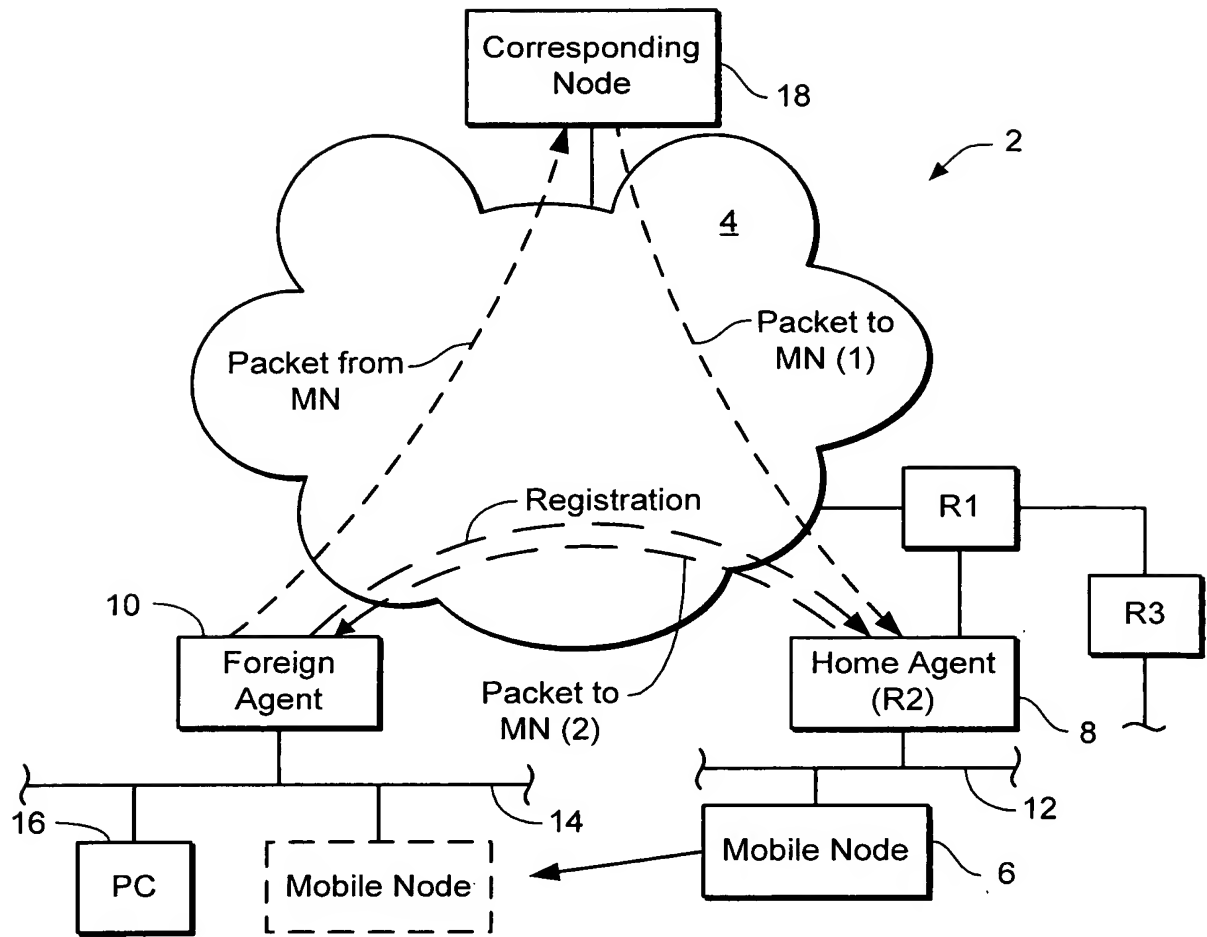 Corresponding
Node
18
2
4
Packet from
MN
Packet to
MN (1)
Registration
R1
R3
10
Foreign
Agent
Packet to
MN (2)
Home Agent
(R2)
8
16
14
12
PC
Mobile Node
Mobile Node
6